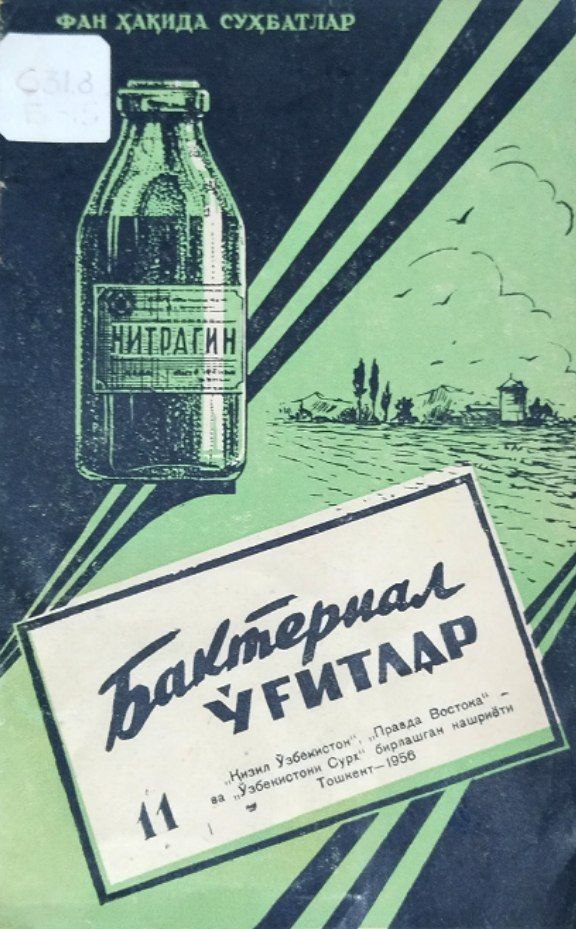 ФАН ҲАҚИДА СУҲБАТЛАР
НИТРАГИН
Бактериал
ЎҒИТЛАР
„Қизил Ўзбекистон“, „Правда Востока“ –
ва „Ўзбекистони Сурх“ бирлашган нашриёти
Тошкент—1956
11